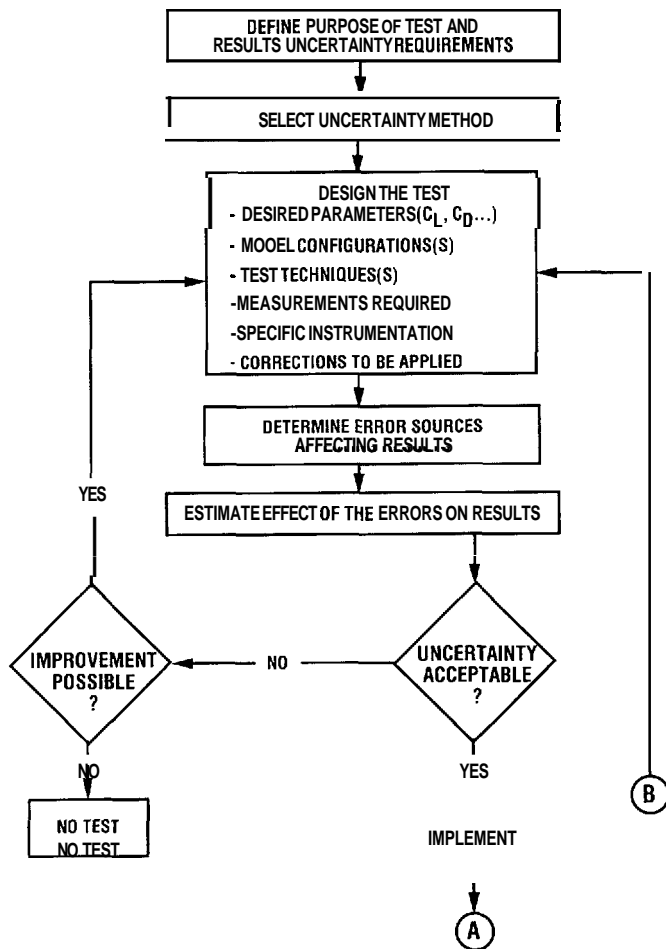 DEFINE PURPOSE OF TEST AND
RESULTS UNCERTAINTY REQUIREMENTS
SELECT UNCERTAINTY METHOD
DESIGN THE TEST
- DESIRED PARAMETERS (CL, CD...)
- MOOEL CONFIGURATIONS(S)
- TEST TECHNIQUES(S)
-MEASUREMENTS REQUIRED
-SPECIFIC INSTRUMENTATION
- CORRECTIONS TO BE APPLIED
DETERMINE ERROR SOURCES
AFFECTING RESULTS
YES
ESTIMATE EFFECT OF THE ERRORS ON RESULTS
IMPROVEMENT
POSSIBLE
?
NO
UNCERTAINTY
ACCEPTABLE
?
NO
YES
B
NO TEST
NO TEST
IMPLEMENT
A